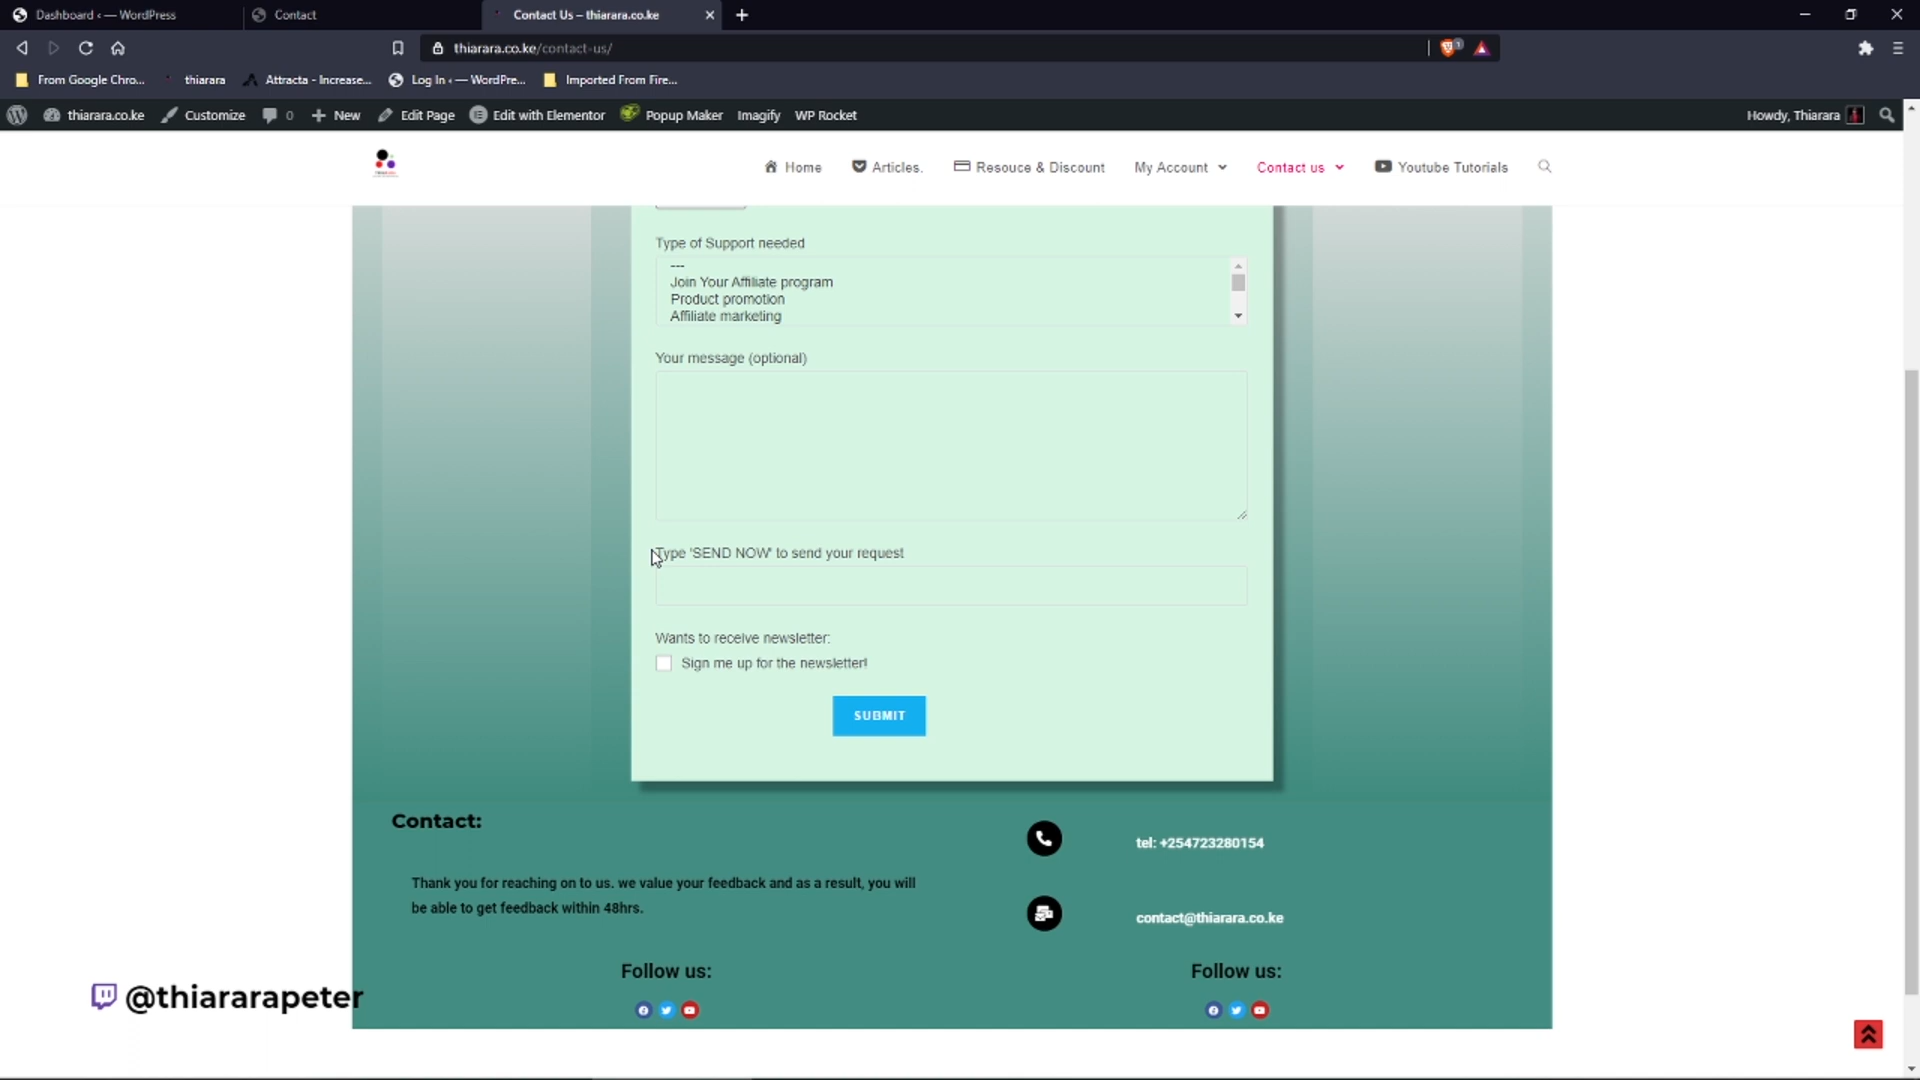 Dashboard ‹ — WordPress
Contact
Contact Us – thiarara.co.ke
thiarara.co.ke/contact-us/
From Google Chro...
thiarara
Attracta - Increase...
Log In ‹ — WordPre...
Imported From Fire...
thiarara.co.ke
Customize
0
New
Edit Page
Edit with Elementor
Popup Maker
Imagify
WP Rocket
Howdy, Thiarara
Home
Articles.
Resouce & Discount
My Account
Contact us
Youtube Tutorials
Type of Support needed
---
Join Your Affiliate program
Product promotion
Affiliate marketing
Your message (optional)
Type 'SEND NOW' to send your request
Wants to receive newsletter:
Sign me up for the newsletter!
SUBMIT
Contact:
tel: +254723280154
Thank you for reaching on to us. we value your feedback and as a result, you will
be able to get feedback within 48hrs.
contact@thiarara.co.ke
Follow us:
Follow us:
@thiararapeter